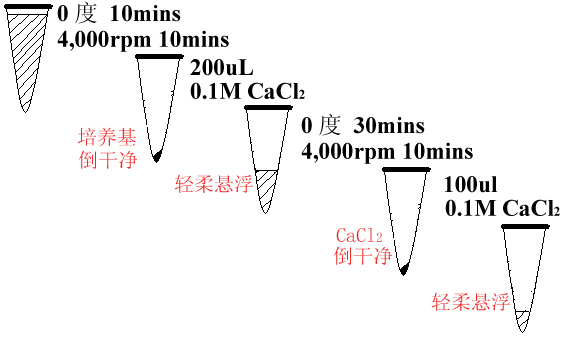 0 度 10mins
4,000rpm 10mins
培养基
倒干净
200uL
0.1M CaCl₂
轻柔悬浮
0 度 30mins
4,000rpm 10mins
CaCl₂
倒干净
100ul
0.1M CaCl₂
轻柔悬浮